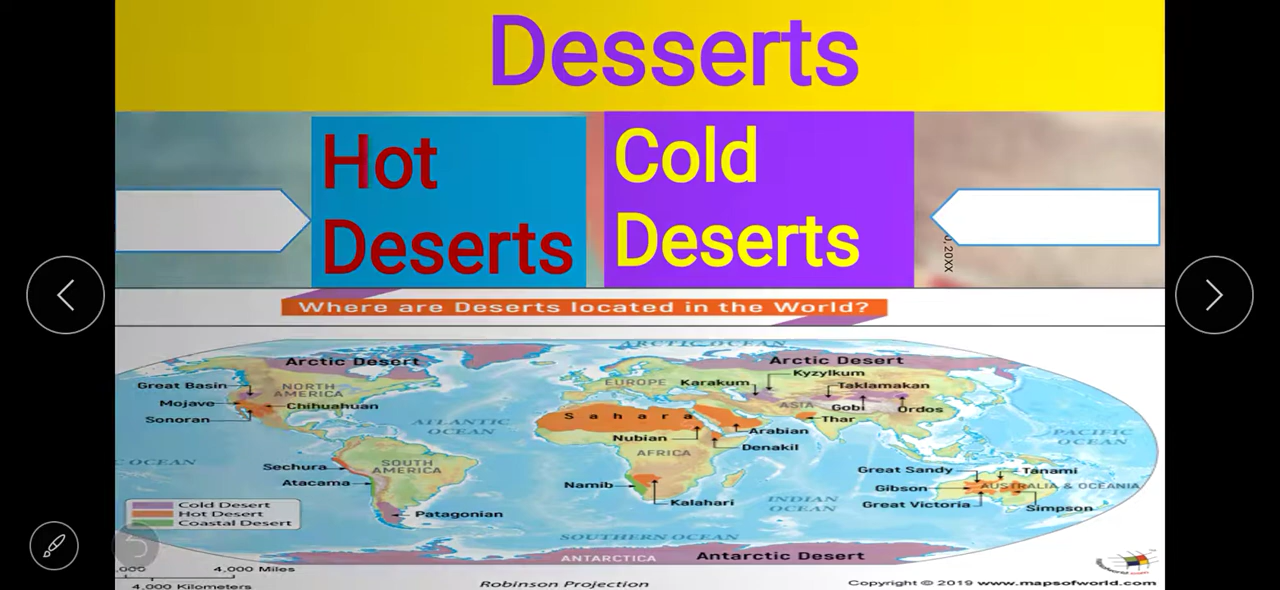 Desserts
Hot
Deserts
Cold
Deserts
0, 20XX
Where are Deserts located in the World?
ARCTIC OCEAN
Arctic Desert
Arctic Desert
Great Basin
NORTH
AMERICA
EUROPE
Karakum
Kyzylkum
Taklamakan
Mojave
Chihuahuan
ASIA
Gobi
Ordos
Sonoran
Sahara
Thar
ATLANTIC
OCEAN
Nubian
Arabian
PACIFIC
OCEAN
Denakil
AFRICA
C OCEAN
Sechura
SOUTH
AMERICA
Great Sandy
Tanami
Atacama
Namib
Gibson
AUSTRALIA & OCEANIA
Kalahari
INDIAN
OCEAN
Great Victoria
Simpson
Cold Desert
Hot Desert
Coastal Desert
Patagonian
SOUTHERN OCEAN
ANTARCTICA
Antarctic Desert
5
4,000 Miles
4,000 Kilometers
Robinson Projection
Copyright © 2019 www.mapsofworld.com